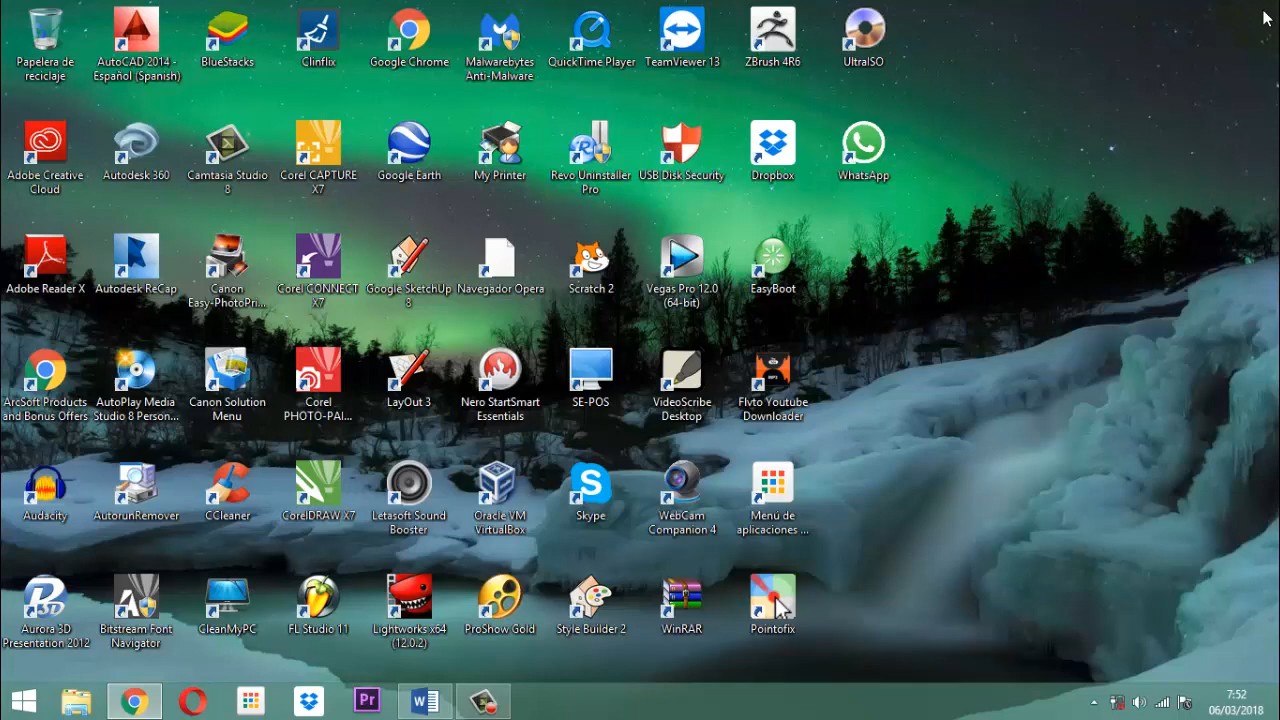 Papelera de
reciclaje
AutoCAD 2014 -
Español (Spanish)
BlueStacks
Clinflix
Google Chrome
Malwarebytes
Anti-Malware
QuickTime Player
TeamViewer 13
ZBrush 4R6
UltraISO
Adobe Creative
Cloud
Autodesk 360
Camtasia Studio
8
Corel CAPTURE
X7
Google Earth
My Printer
Revo Uninstaller
Pro
USB Disk Security
Dropbox
WhatsApp
Adobe Reader X
Autodesk ReCap
Canon
Easy-PhotoPri...
Corel CONNECT
X7
Google SketchUp
8
Navegador Opera
Scratch 2
Vegas Pro 12.0
(64-bit)
EasyBoot
ArcSoft Products
and Bonus Offers
AutoPlay Media
Studio 8 Person...
Canon Solution
Menu
Corel
PHOTO-PAI...
LayOut 3
Nero StartSmart
Essentials
SE-POS
VideoScribe
Desktop
Flvto Youtube
Downloader
Audacity
AutorunRemover
CCleaner
CorelDRAW X7
Letasoft Sound
Booster
Oracle VM
VirtualBox
Skype
WebCam
Companion 4
Menú de
aplicaciones ...
Aurora 3D
Presentation 2012
Bitstream Font
Navigator
CleanMyPC
FL Studio 11
Lightworks x64
(12.0.2)
ProShow Gold
Style Builder 2
WinRAR
Pointofix
Pr
7:52
06/03/2018